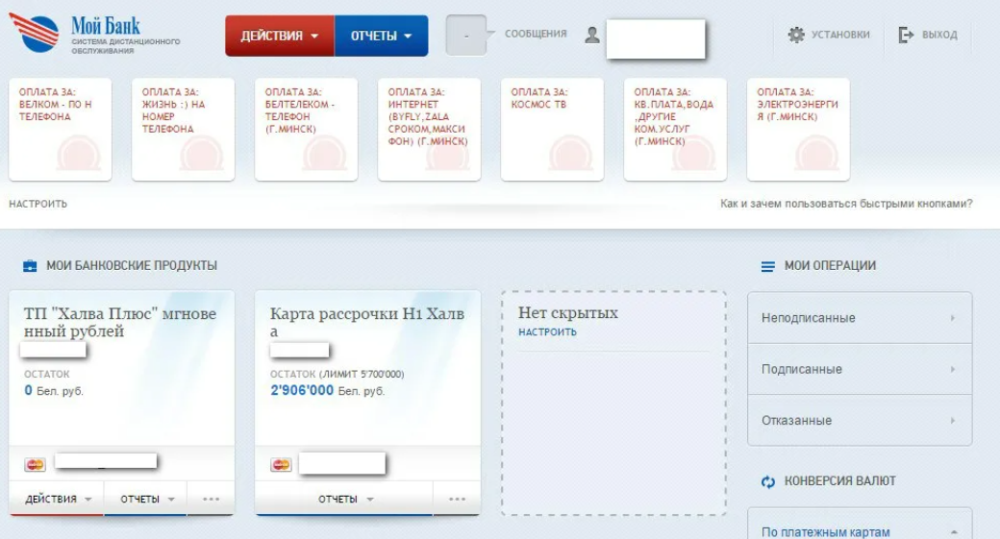 Мой Банк
СИСТЕМА ДИСТАНЦИОННОГО
ОБСЛУЖИВАНИЯ
ДЕЙСТВИЯ
ОТЧЕТЫ
-
СООБЩЕНИЯ
УСТАНОВКИ
ВЫХОД
ОПЛАТА ЗА:
ВЕЛКОМ - ПО Н
ТЕЛЕФОНА
ОПЛАТА ЗА:
ЖИЗНЬ :) НА
НОМЕР
ТЕЛЕФОНА
ОПЛАТА ЗА:
БЕЛТЕЛЕКОМ -
ТЕЛЕФОН
(Г.МИНСК)
ОПЛАТА ЗА:
ИНТЕРНЕТ
(BYFLY,ZALA
СРОКОМ,МАКСИ
ФОН) (Г.МИНСК)
ОПЛАТА ЗА:
КОСМОС ТВ
ОПЛАТА ЗА:
КВ.ПЛАТА,ВОДА
,ДРУГИЕ
КОМ.УСЛУГ
(Г.МИНСК)
ОПЛАТА ЗА:
ЭЛЕКТРОЭНЕРГИ
Я (Г.МИНСК)
НАСТРОИТЬ
Как и зачем пользоваться быстрыми кнопками?
МОИ БАНКОВСКИЕ ПРОДУКТЫ
ТП "Халва Плюс" мгнове
нный рублей
ОСТАТОК
0 Бел. руб.
ДЕЙСТВИЯ
ОТЧЕТЫ
...
Карта рассрочки Н1 Халв
а
ОСТАТОК (ЛИМИТ 5'700'000)
2'906'000 Бел. руб.
ОТЧЕТЫ
...
Нет скрытых
НАСТРОИТЬ
МОИ ОПЕРАЦИИ
Неподписанные
Подписанные
Отказанные
КОНВЕРСИЯ ВАЛЮТ
По платежным картам